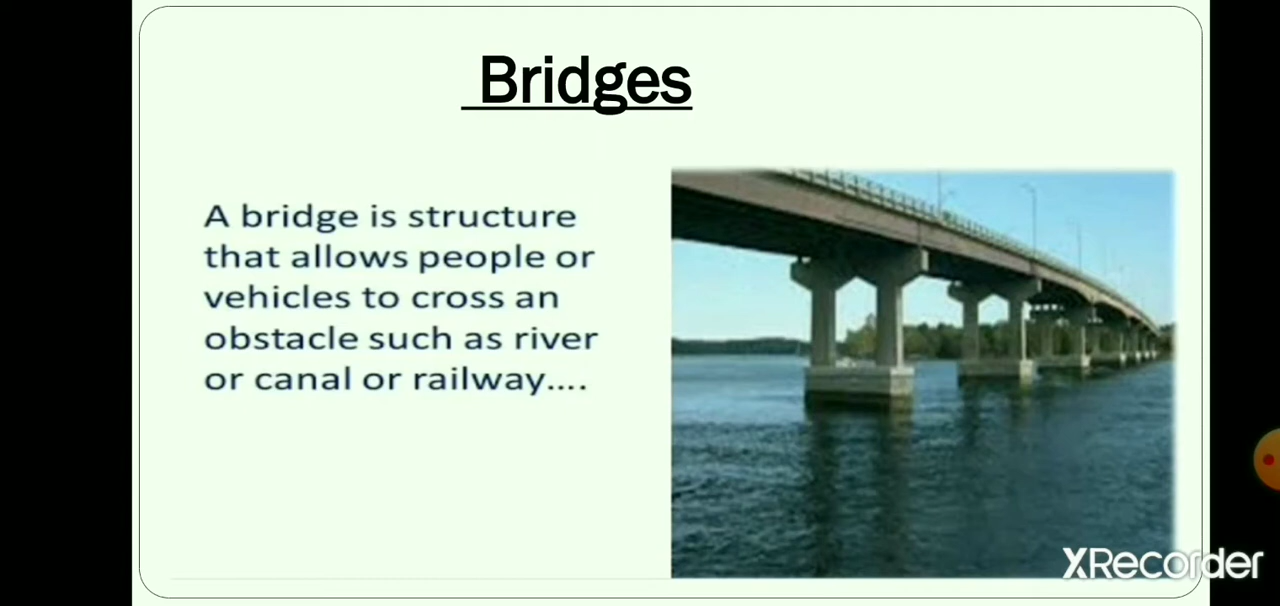 Bridges
A bridge is structure
that allows people or
vehicles to cross an
obstacle such as river
or canal or railway....
XRecorder